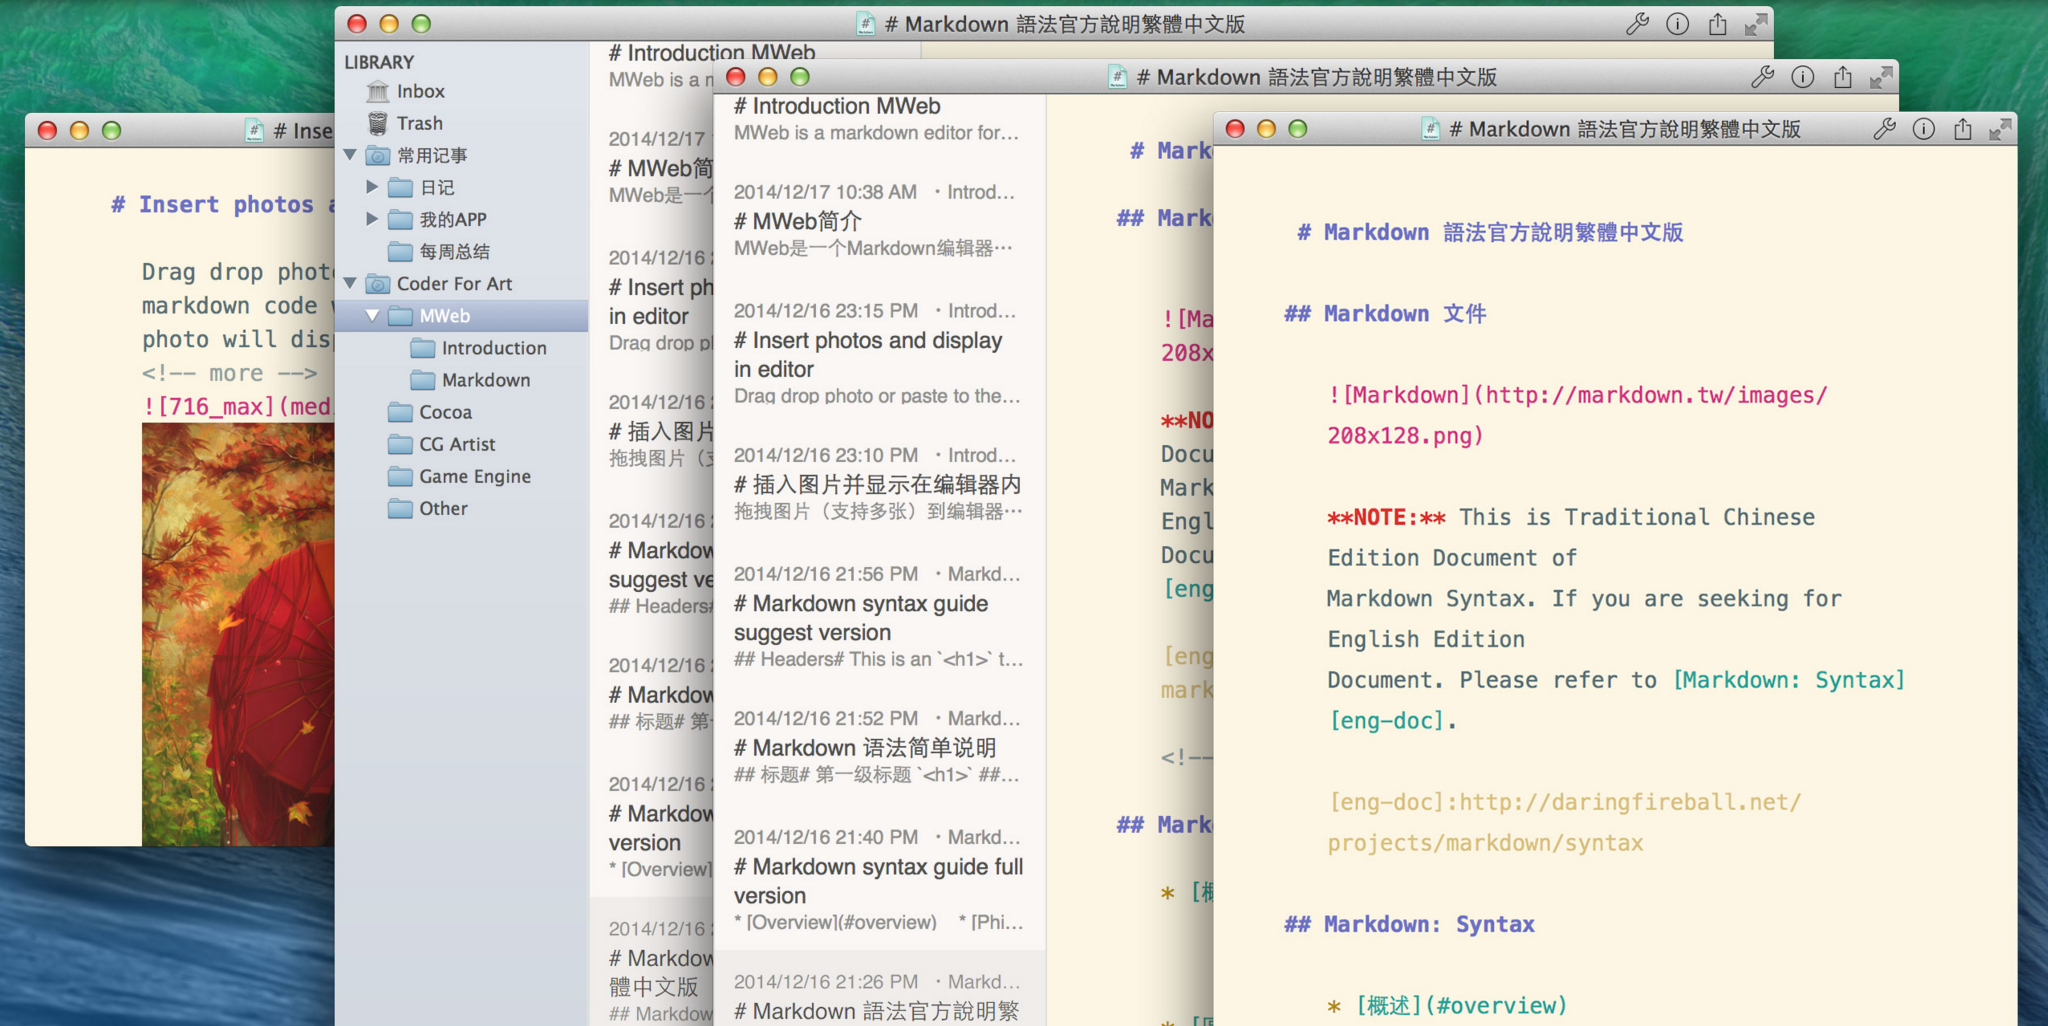 # Inse
# Insert photos a
Drag drop phot
markdown code
photo will disp
<!-- more -->
![716_max](med
# Markdown 語法官方說明繁體中文版
LIBRARY
Inbox
Trash
常用记事
日记
我的APP
每周总结
Coder For Art
MWeb
Introduction
Markdown
Cocoa
CG Artist
Game Engine
Other
# Introduction MWeb
MWeb is a m
2014/12/17
# MWeb简
MWeb是一个
2014/12/16
# Insert ph
in editor
Drag drop pl
2014/12/16
# 插入图片
拖拽图片（支
2014/12/16
# Markdow
suggest ve
## Headers#
2014/12/16
# Markdow
## 标题# 第一
2014/12/16
# Markdow
version
* [Overview]
2014/12/16
# Markdow
體中文版
## Markdow
# Markdown 語法官方說明繁體中文版
# Introduction MWeb
MWeb is a markdown editor for…
2014/12/17 10:38 AM ・Introd…
# MWeb简介
MWeb是一个Markdown编辑器…
2014/12/16 23:15 PM ・Introd…
# Insert photos and display
in editor
Drag drop photo or paste to the…
2014/12/16 23:10 PM ・Introd…
# 插入图片并显示在编辑器内
拖拽图片（支持多张）到编辑器…
2014/12/16 21:56 PM ・Markd…
# Markdown syntax guide
suggest version
## Headers# This is an `<h1>` t…
2014/12/16 21:52 PM ・Markd…
# Markdown 语法简单说明
## 标题# 第一级标题 `<h1>` ##…
2014/12/16 21:40 PM ・Markd…
# Markdown syntax guide full
version
* [Overview](#overview) * [Phi…
2014/12/16 21:26 PM ・Markd…
# Markdown 語法官方說明繁
# Mark
## Mark
![Ma
208x
**NO
Docu
Mark
Engl
Docu
[eng
[eng
mark
<!--
## Mark
* [概
# Markdown 語法官方說明繁體中文版
# Markdown 語法官方說明繁體中文版
## Markdown 文件
![Markdown](http://markdown.tw/images/
208x128.png)
**NOTE:** This is Traditional Chinese
Edition Document of
Markdown Syntax. If you are seeking for
English Edition
Document. Please refer to [Markdown: Syntax]
[eng-doc].
[eng-doc]:http://daringfireball.net/
projects/markdown/syntax
## Markdown: Syntax
* [概述](#overview)